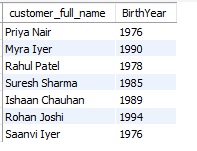 customer_full_name BirthYear
Priya Nair 1976
Myra Iyer 1990
Rahul Patel 1978
Suresh Sharma 1985
Ishaan Chauhan 1989
Rohan Joshi 1994
Saanvi Iyer 1976